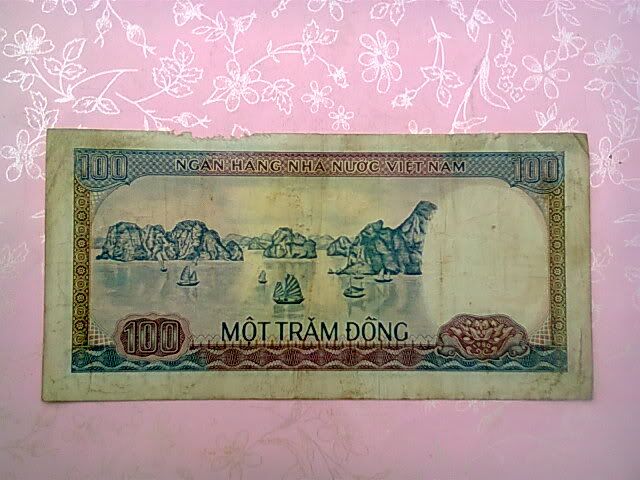 100 NGÂN HÀNG NHÀ NƯỚC VIỆT NAM 100
100 MỘT TRĂM ĐỒNG